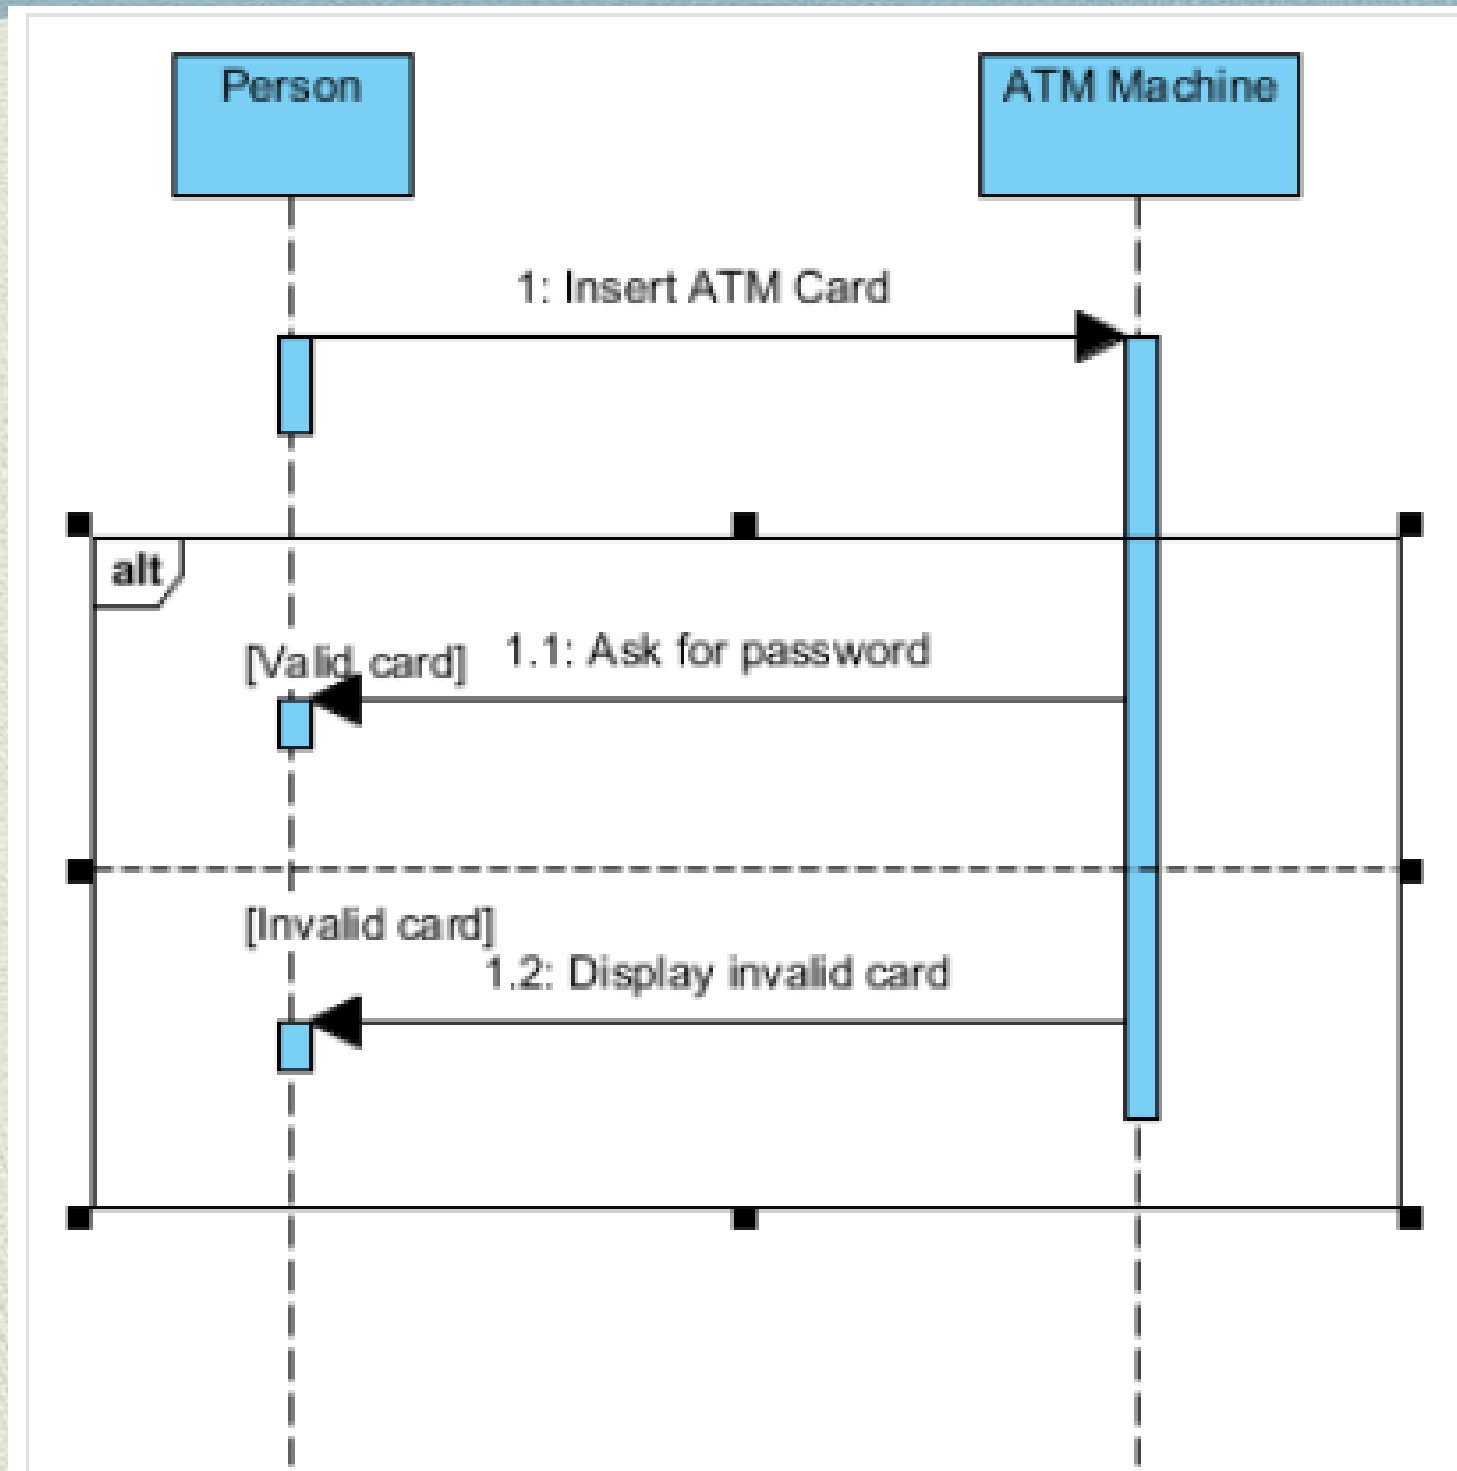 Person
ATM Machine
1: Insert ATM Card
alt
[Valid card]
1.1: Ask for password
[Invalid card]
1.2: Display invalid card